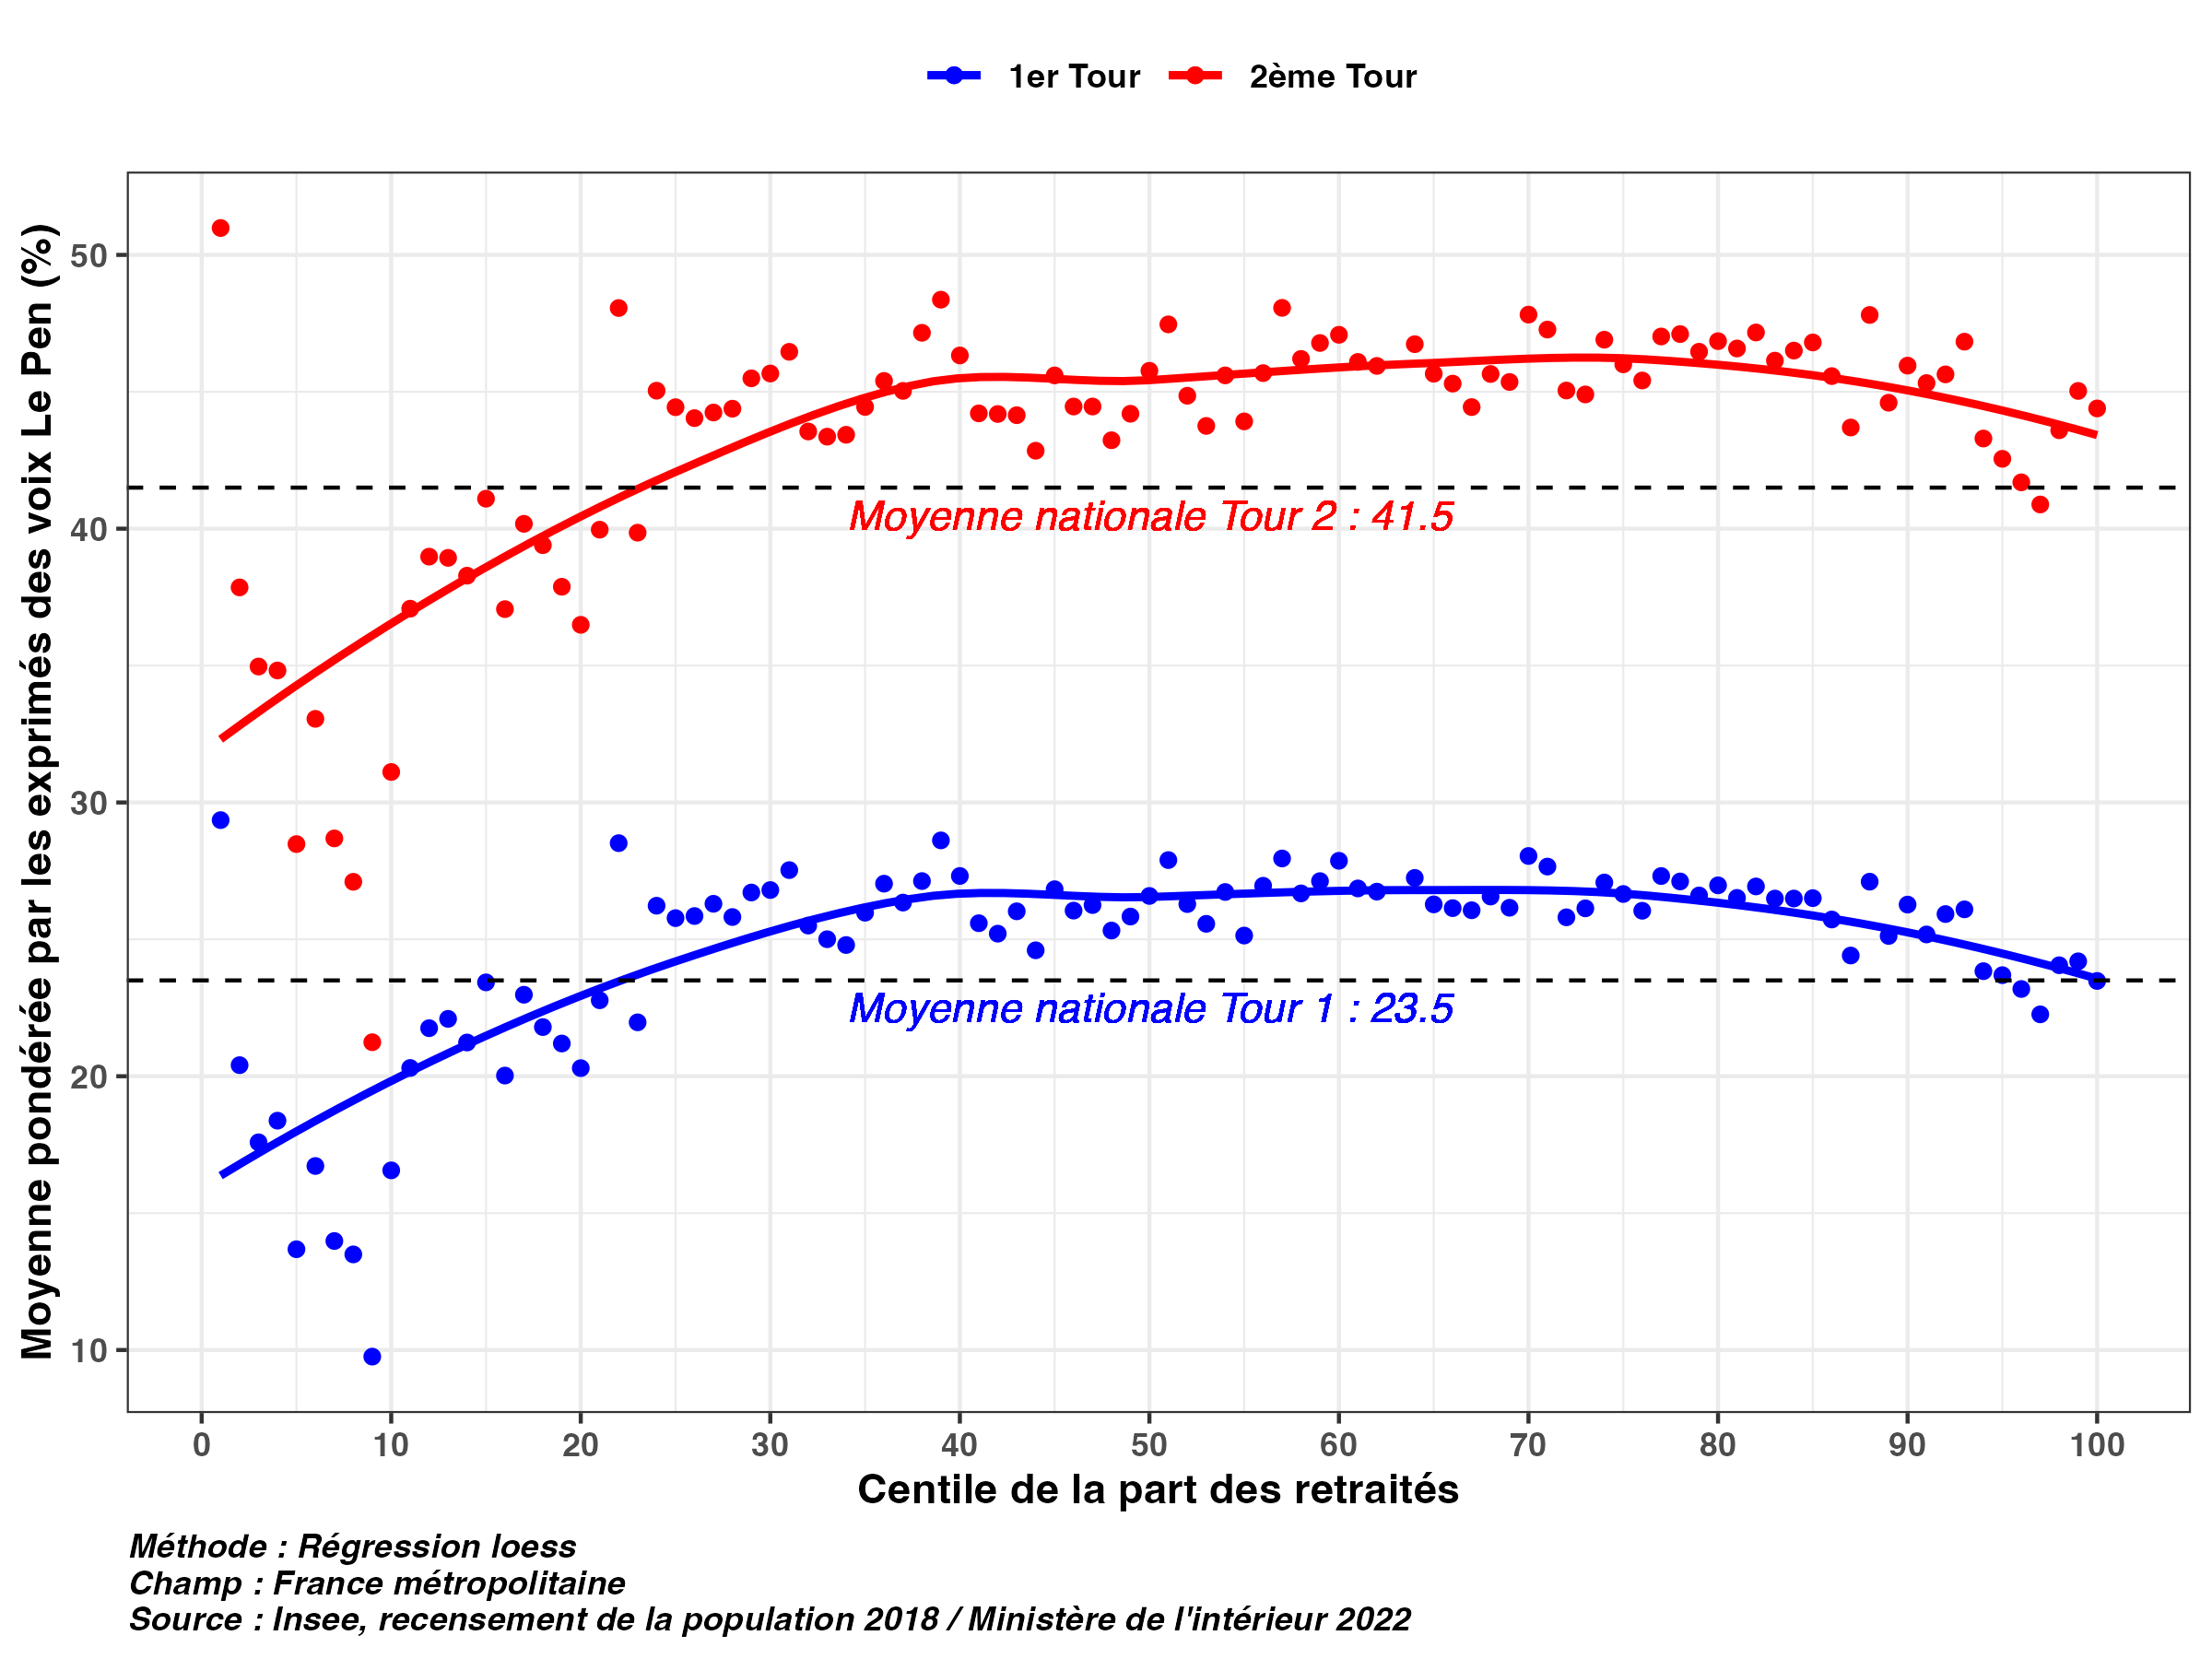 1er Tour 2ème Tour
Moyenne pondérée par les exprimés des voix Le Pen (%)
50
40
30
20
10
Moyenne nationale Tour 2 : 41.5
Moyenne nationale Tour 1 : 23.5
0 10 20 30 40 50 60 70 80 90 100
Centile de la part des retraités
Méthode : Régression loess
Champ : France métropolitaine
Source : Insee, recensement de la population 2018 / Ministère de l'intérieur 2022